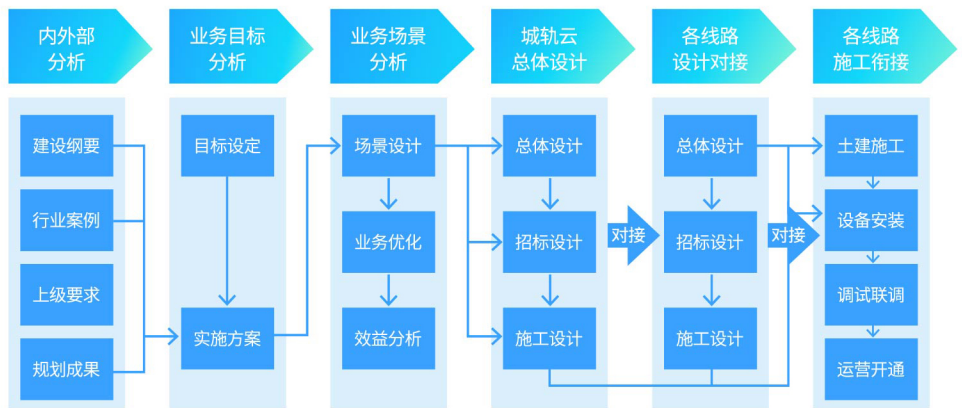 内外部
分析
业务目标
分析
业务场景
分析
城轨云
总体设计
各线路
设计对接
各线路
施工衔接
建设纲要
行业案例
上级要求
规划成果
目标设定
实施方案
场景设计
业务优化
效益分析
总体设计
招标设计
施工设计
对接
总体设计
招标设计
施工设计
对接
土建施工
设备安装
调试联调
运营开通